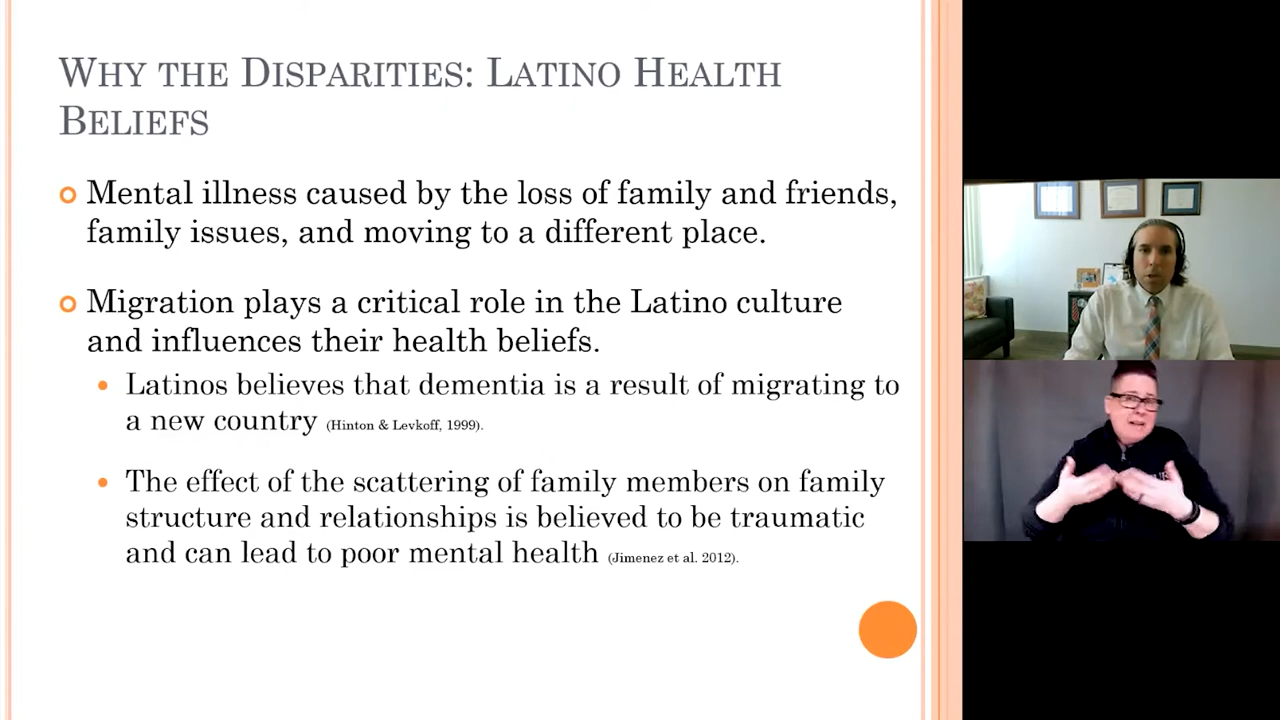 WHY THE DISPARITIES: LATINO HEALTH
BELIEFS
Mental illness caused by the loss of family and friends,
family issues, and moving to a different place.
Migration plays a critical role in the Latino culture
and influences their health beliefs.
Latinos believes that dementia is a result of migrating to
a new country (Hinton & Levkoff, 1999).
The effect of the scattering of family members on family
structure and relationships is believed to be traumatic
and can lead to poor mental health (Jimenez et al. 2012).